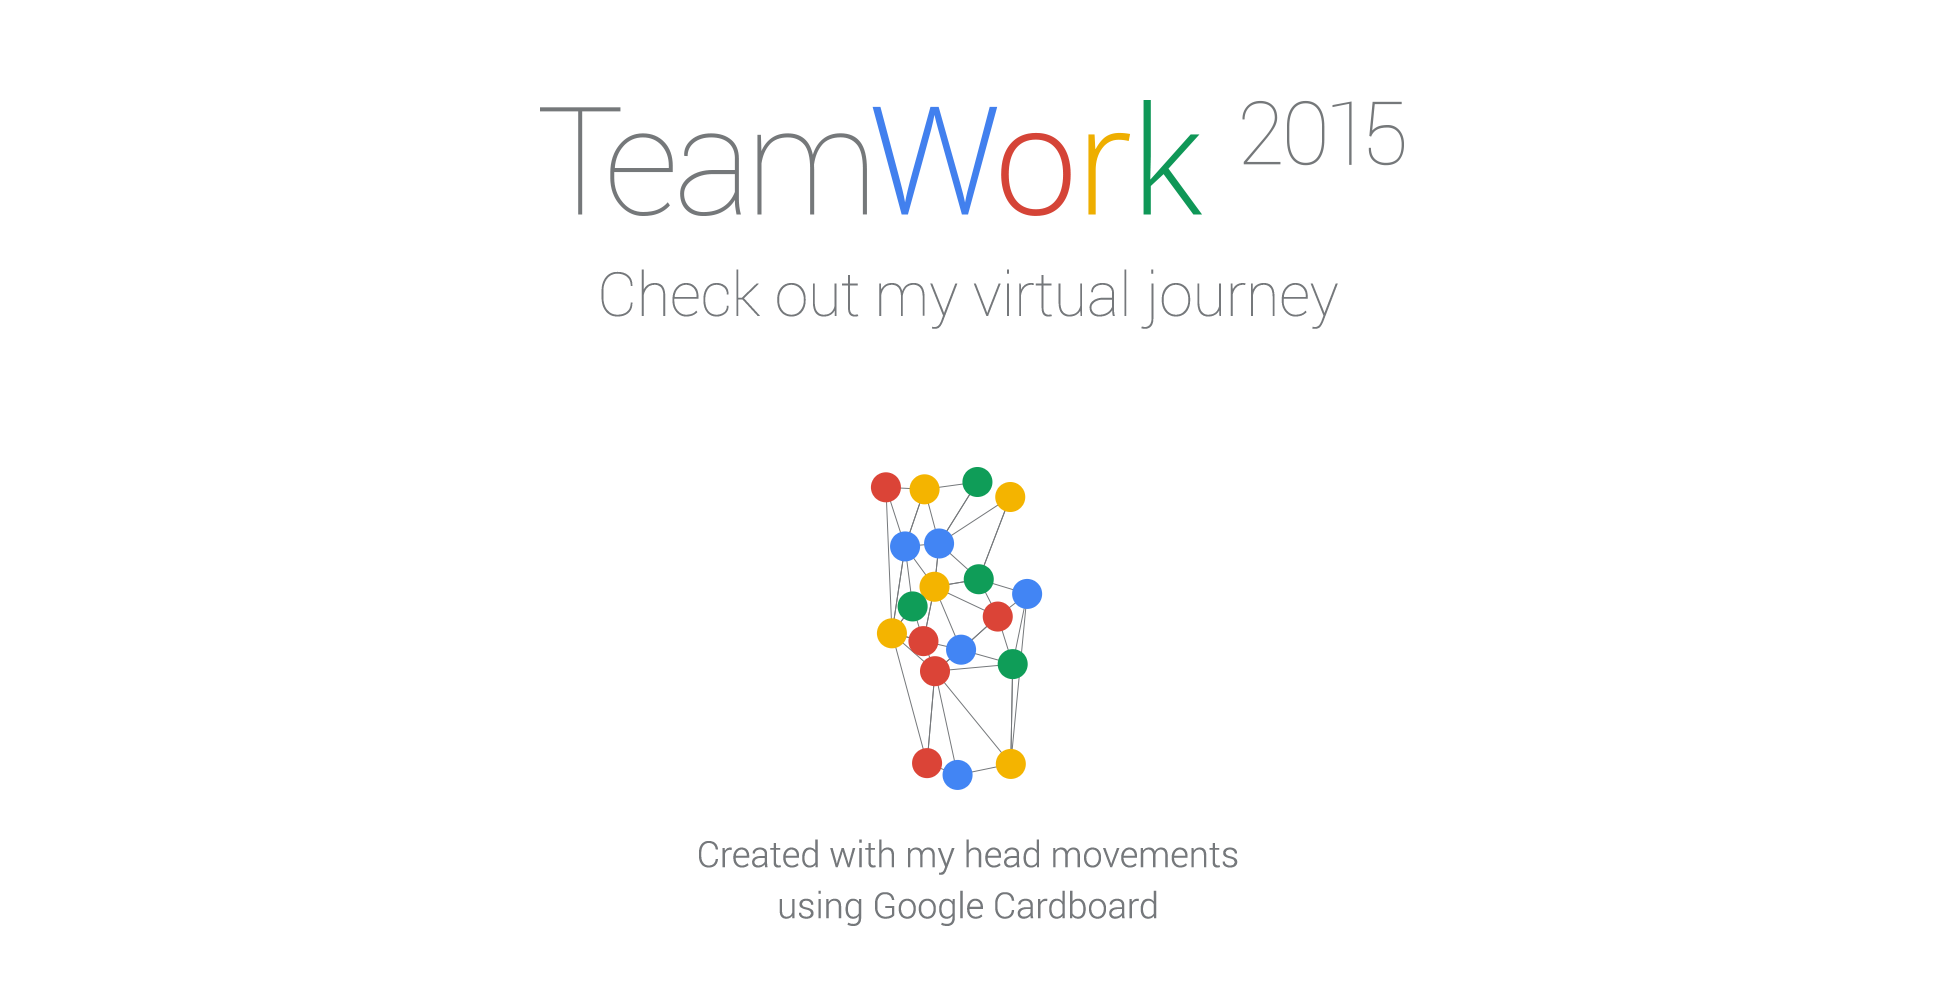 TeamWork 2015
Check out my virtual journey
Created with my head movements
using Google Cardboard